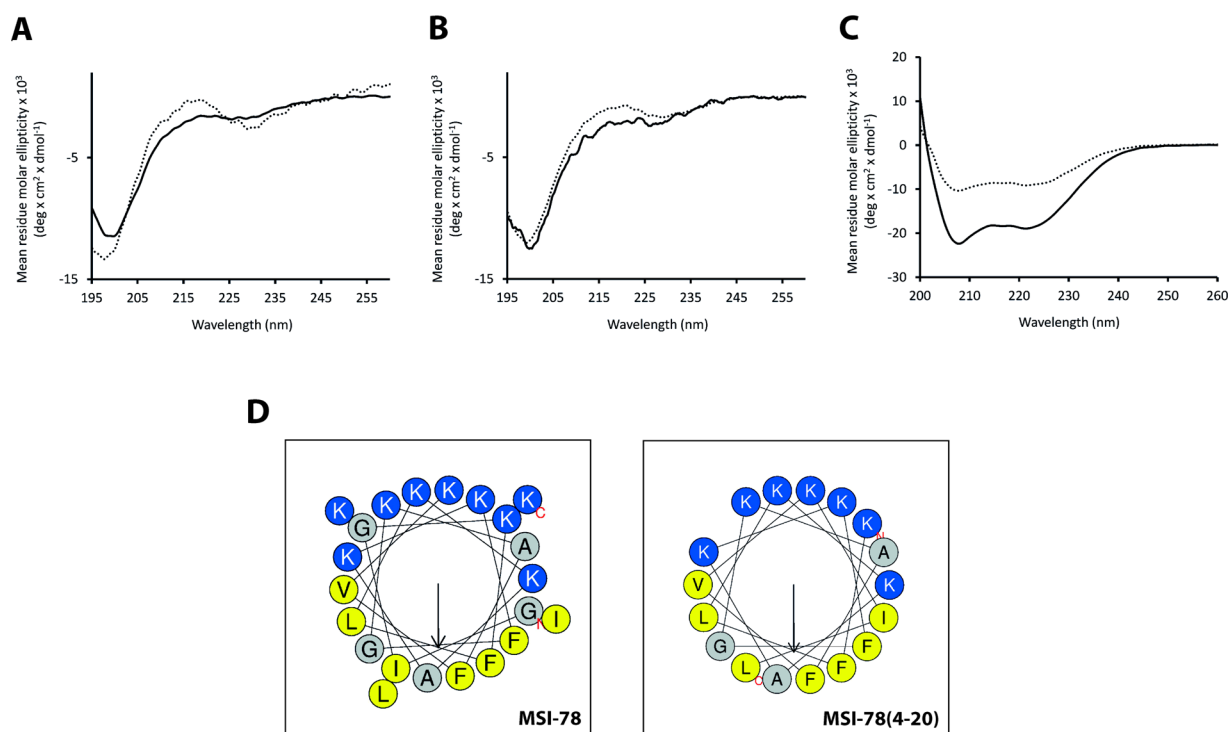 A
B
C
Mean residue molar ellipticity x 10³
(deg x cm² x dmol⁻¹)
-5
-15
195 205 215 225 235 245 255
Wavelength (nm)
Mean residue molar ellipticity x 10³
(deg x cm² x dmol⁻¹)
-5
-15
195 205 215 225 235 245 255
Wavelength (nm)
Mean residue molar ellipticity x 10³
(deg x cm² x dmol⁻¹)
20
10
0
-10
-20
-30
200 210 220 230 240 250 260
Wavelength (nm)
D
K G K K K K K K C
K A
V K
L G I
G F
I F
L A F F
MSI-78
K K K K K N
K A
V K
L I
G F
L C A F F
MSI-78(4-20)